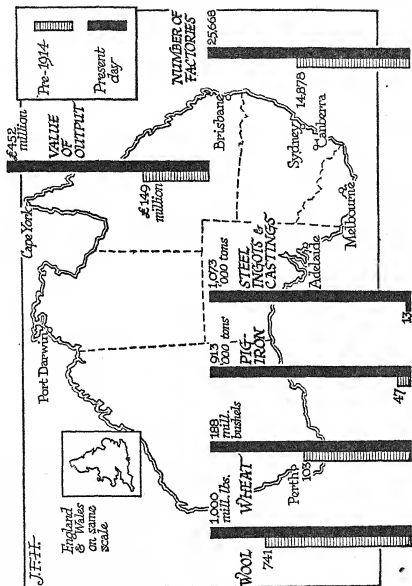 J.F.H.
England
& Wales
on same
scale
Port Darwin
Cape York
£452
million
VALUE
OF
OUTPUT
£149
million
Pre-1914
Present
day
NUMBER OF
FACTORIES
25,668
14,878
Brisbane
Sydney
Canberra
Melbourne
Adelaide
Perth
WOOL
1,000
mill. lbs.
741
WHEAT
188
mill.
bushels
103
PIG-
IRON
913
'000 tons
47
STEEL
INGOTS &
CASTINGS
1,073
'000 tons
13